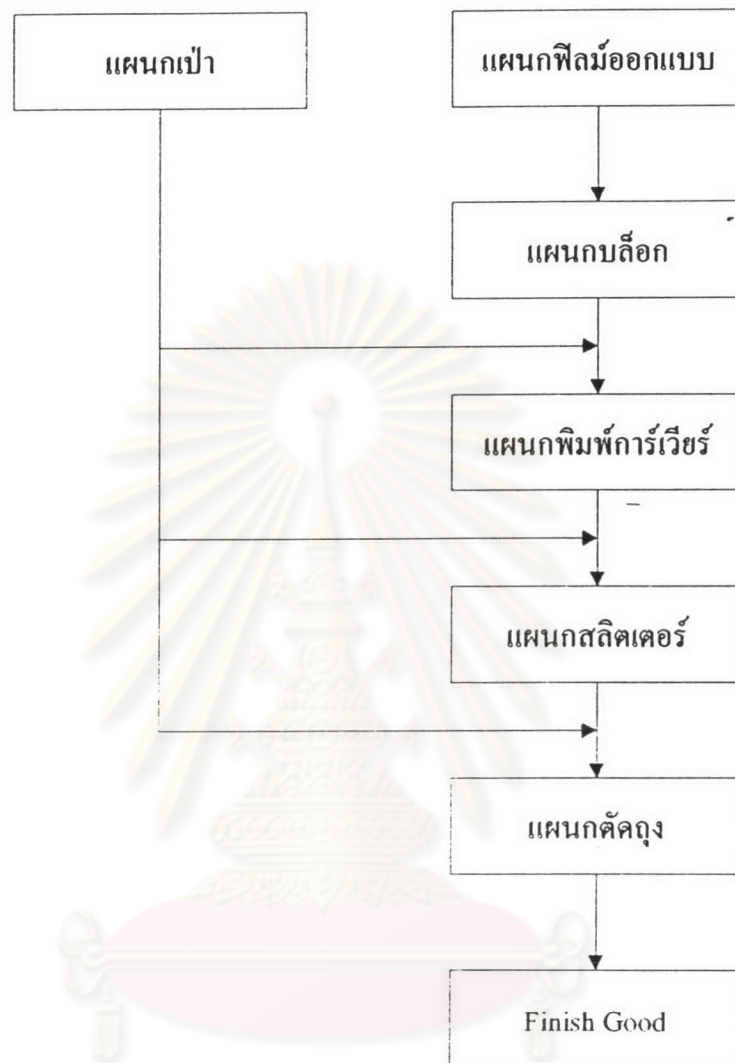 แผนกเป่า
แผนกฟิลม์ออกแบบ
แผนกบล็อก
แผนกพิมพ์การ์เวียร์
แผนกสลิตเตอร์
แผนกตัดถุง
Finish Good